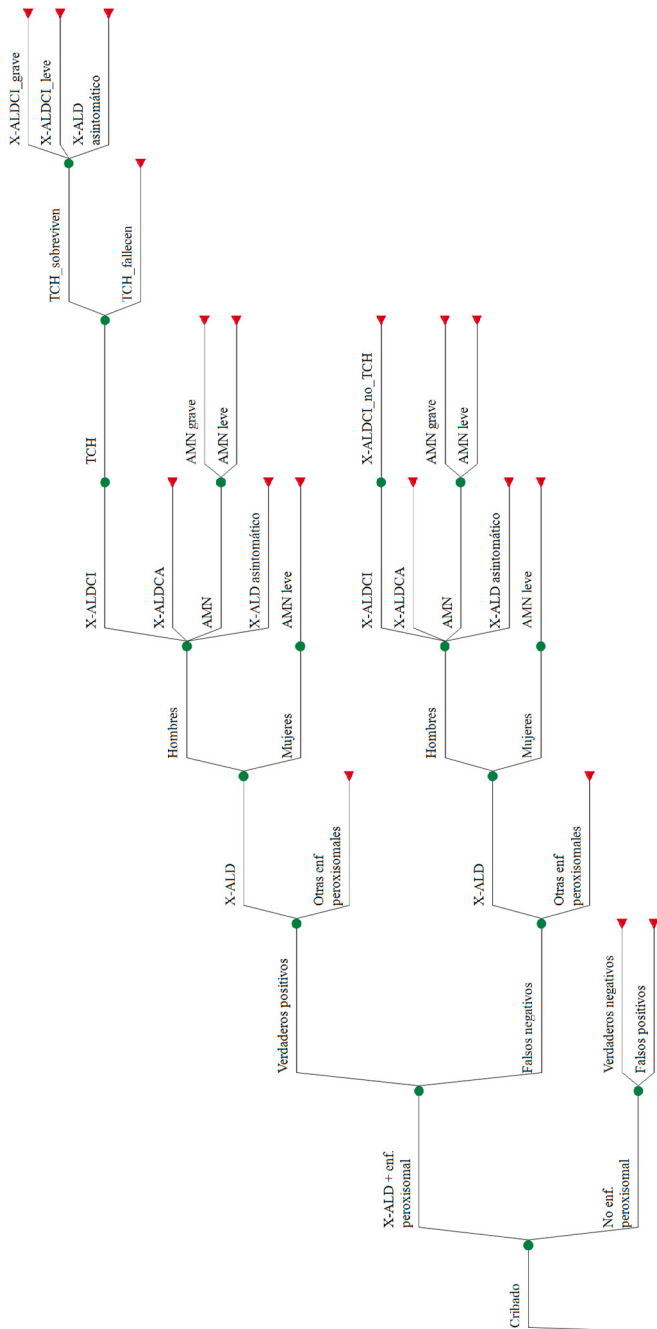 Cribado
X-ALD + enf.
peroxisomal
Verdaderos positivos
X-ALD
Hombres
X-ALDCI
TCH
TCH_sobreviven
X-ALDCI_grave
X-ALDCI_leve
X-ALD
asintomático
TCH_fallecen
X-ALDCA
AMN
AMN grave
AMN leve
X-ALD asintomático
Mujeres
AMN leve
Otras enf
peroxisomales
Falsos negativos
X-ALD
Hombres
X-ALDCI
X-ALDCI_no_TCH
X-ALDCA
AMN
AMN grave
AMN leve
X-ALD asintomático
Mujeres
AMN leve
Otras enf
peroxisomales
No enf.
peroxisomal
Verdaderos negativos
Falsos positivos